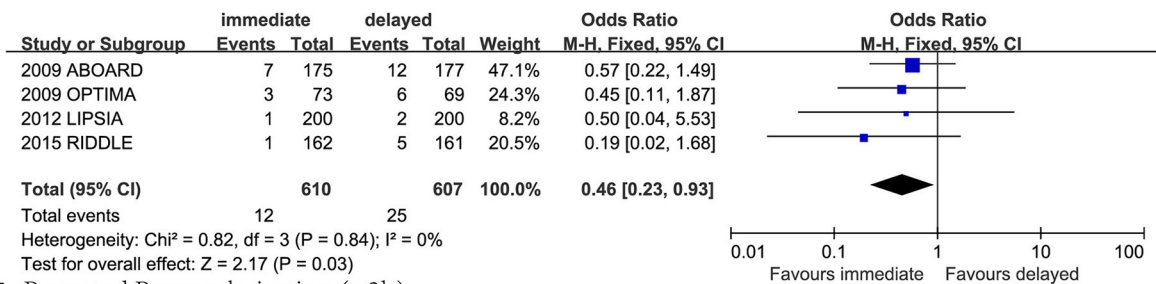 immediate delayed Odds Ratio Odds Ratio
Study or Subgroup Events Total Events Total Weight M-H, Fixed, 95% CI M-H, Fixed, 95% CI
2009 ABOARD 7 175 12 177 47.1% 0.57 [0.22, 1.49]
2009 OPTIMA 3 73 6 69 24.3% 0.45 [0.11, 1.87]
2012 LIPSIA 1 200 2 200 8.2% 0.50 [0.04, 5.53]
2015 RIDDLE 1 162 5 161 20.5% 0.19 [0.02, 1.68]
Total (95% CI) 610 607 100.0% 0.46 [0.23, 0.93]
Total events 12 25
Heterogeneity: Chi² = 0.82, df = 3 (P = 0.84); I² = 0%
Test for overall effect: Z = 2.17 (P = 0.03)
0.01 0.1 1 10 100
Favours immediate Favours delayed